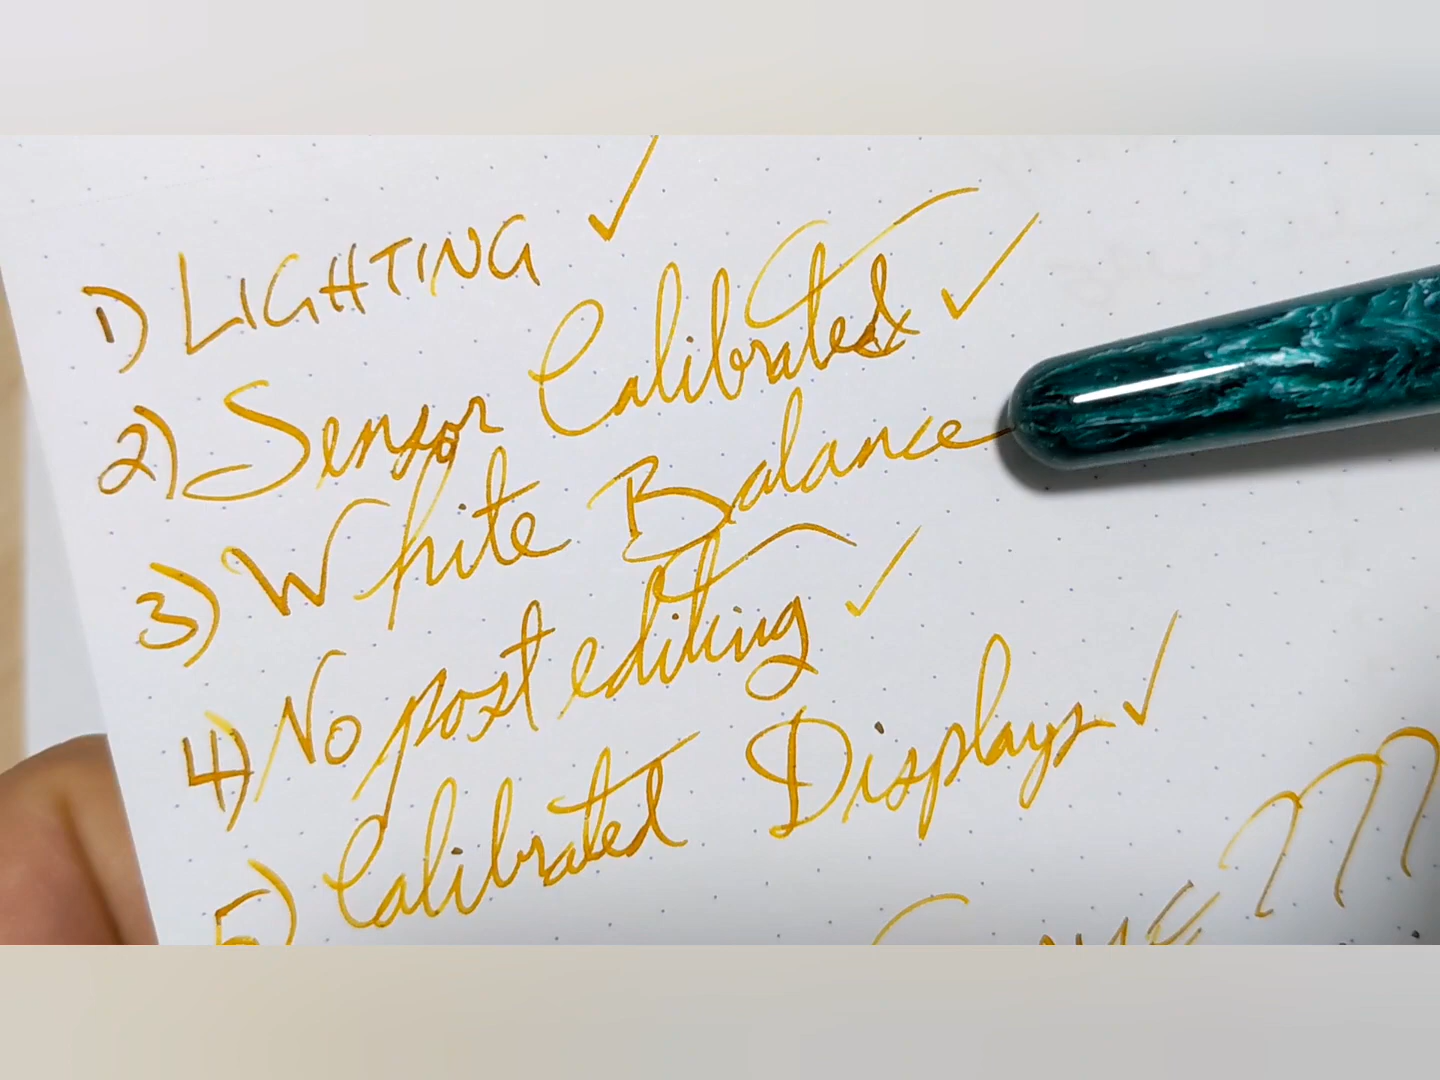 1) LIGHTING ✓
2) Sensor Calibrated ✓
3) White Balance
4) No post editing ✓
5) Calibrated Displays ✓